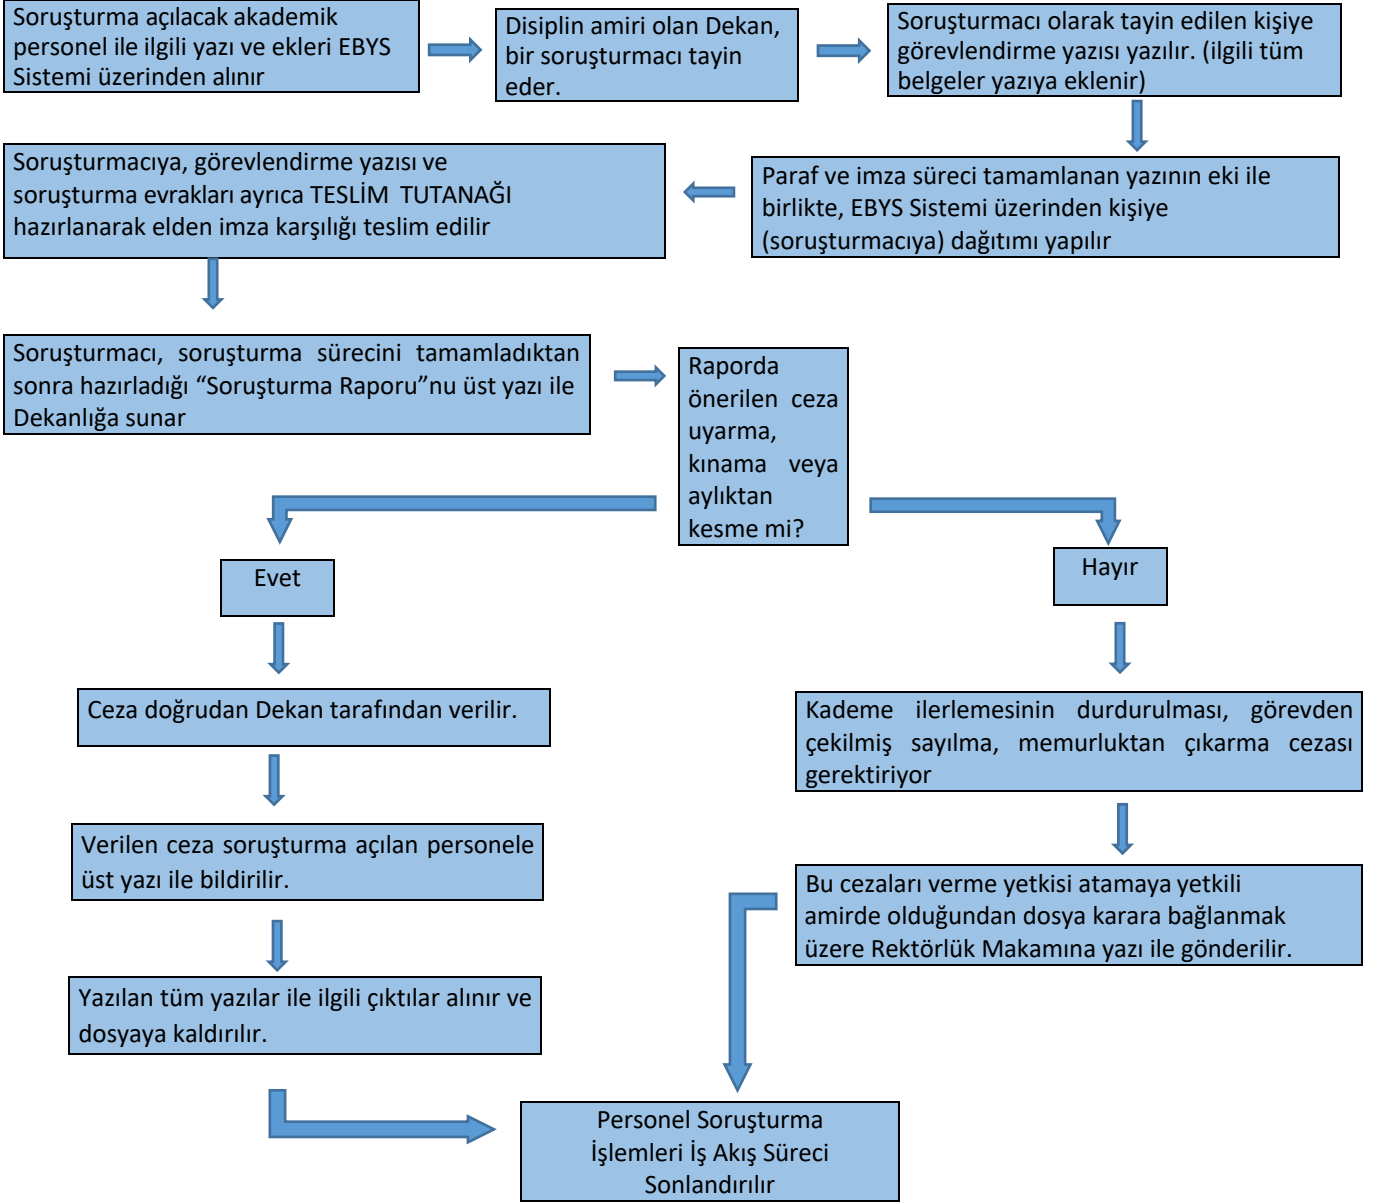 Soruşturma açılacak akademik
personel ile ilgili yazı ve ekleri EBYS
Sistemi üzerinden alınır
Disiplin amiri olan Dekan,
bir soruşturmacı tayin
eder.
Soruşturmacı olarak tayin edilen kişiye
görevlendirme yazısı yazılır. (ilgili tüm
belgeler yazıya eklenir)
Paraf ve imza süreci tamamlanan yazının eki ile
birlikte, EBYS Sistemi üzerinden kişiye
(soruşturmacıya) dağıtımı yapılır
Soruşturmacıya, görevlendirme yazısı ve
soruşturma evrakları ayrıca TESLİM TUTANAĞI
hazırlanarak elden imza karşılığı teslim edilir
Soruşturmacı, soruşturma sürecini tamamladıktan
sonra hazırladığı “Soruşturma Raporu”nu üst yazı ile
Dekanlığa sunar
Raporda
önerilen ceza
uyarma,
kınama veya
aylıktan
kesme mi?
Evet
Ceza doğrudan Dekan tarafından verilir.
Verilen ceza soruşturma açılan personele
üst yazı ile bildirilir.
Yazılan tüm yazılar ile ilgili çıktılar alınır ve
dosyaya kaldırılır.
Hayır
Kademe ilerlemesinin durdurulması, görevden
çekilmiş sayılma, memurluktan çıkarma cezası
gerektiriyor
Bu cezaları verme yetkisi atamaya yetkili
amirde olduğundan dosya karara bağlanmak
üzere Rektörlük Makamına yazı ile gönderilir.
Personel Soruşturma
İşlemleri İş Akış Süreci
Sonlandırılır